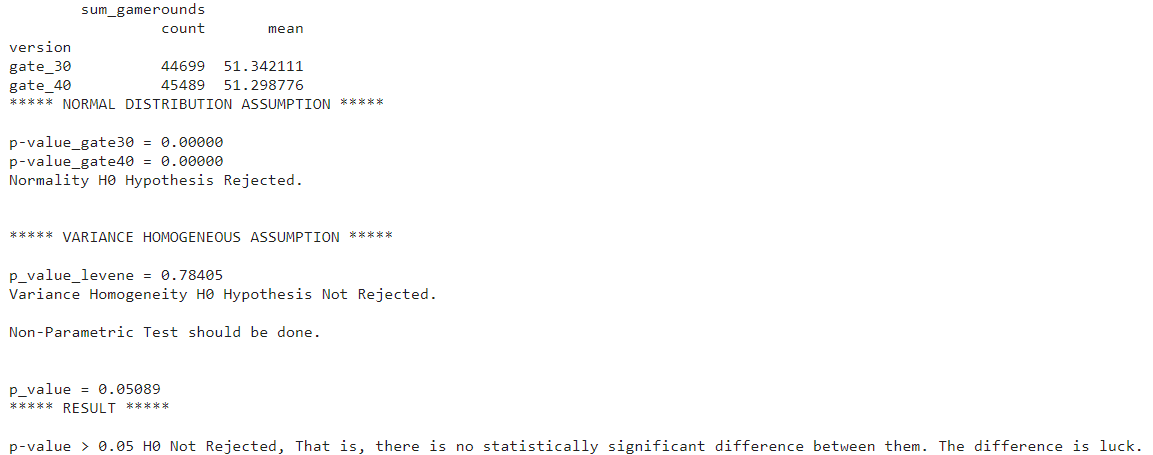 sum_gamerounds
count mean
version
gate_30 44699 51.342111
gate_40 45489 51.298776
***** NORMAL DISTRIBUTION ASSUMPTION *****
p-value_gate30 = 0.00000
p-value_gate40 = 0.00000
Normality H0 Hypothesis Rejected.
***** VARIANCE HOMOGENEOUS ASSUMPTION *****
p_value_levene = 0.78405
Variance Homogeneity H0 Hypothesis Not Rejected.
Non-Parametric Test should be done.
p_value = 0.05089
***** RESULT *****
p-value > 0.05 H0 Not Rejected, That is, there is no statistically significant difference between them. The difference is luck.